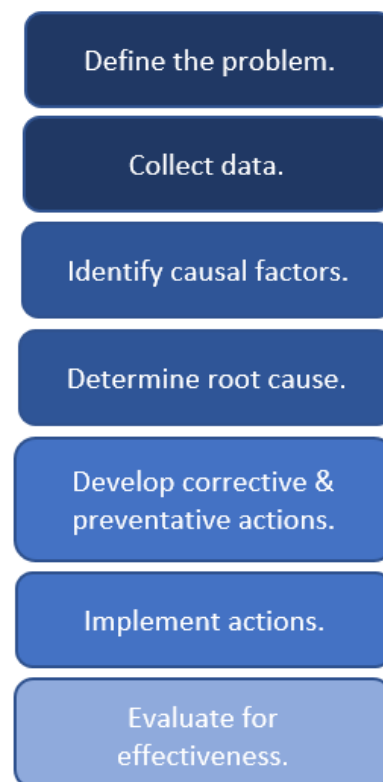 Define the problem.
Collect data.
Identify causal factors.
Determine root cause.
Develop corrective &
preventative actions.
Implement actions.
Evaluate for
effectiveness.